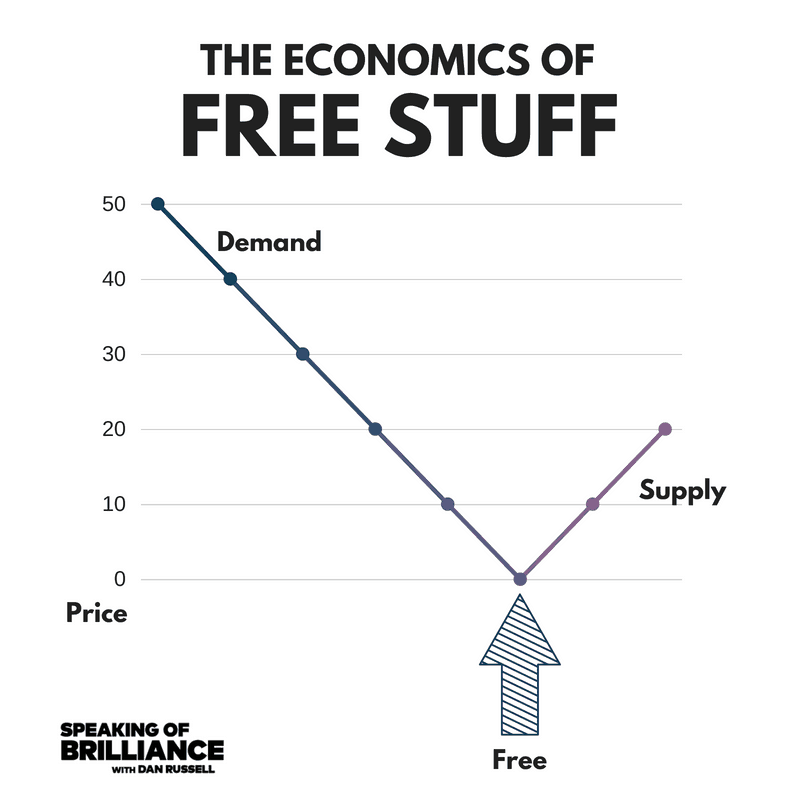 THE ECONOMICS OF
FREE STUFF
50
Demand
40
30
20
Supply
10
0
Price
Free
SPEAKING OF
BRILLIANCE
WITH DAN RUSSELL